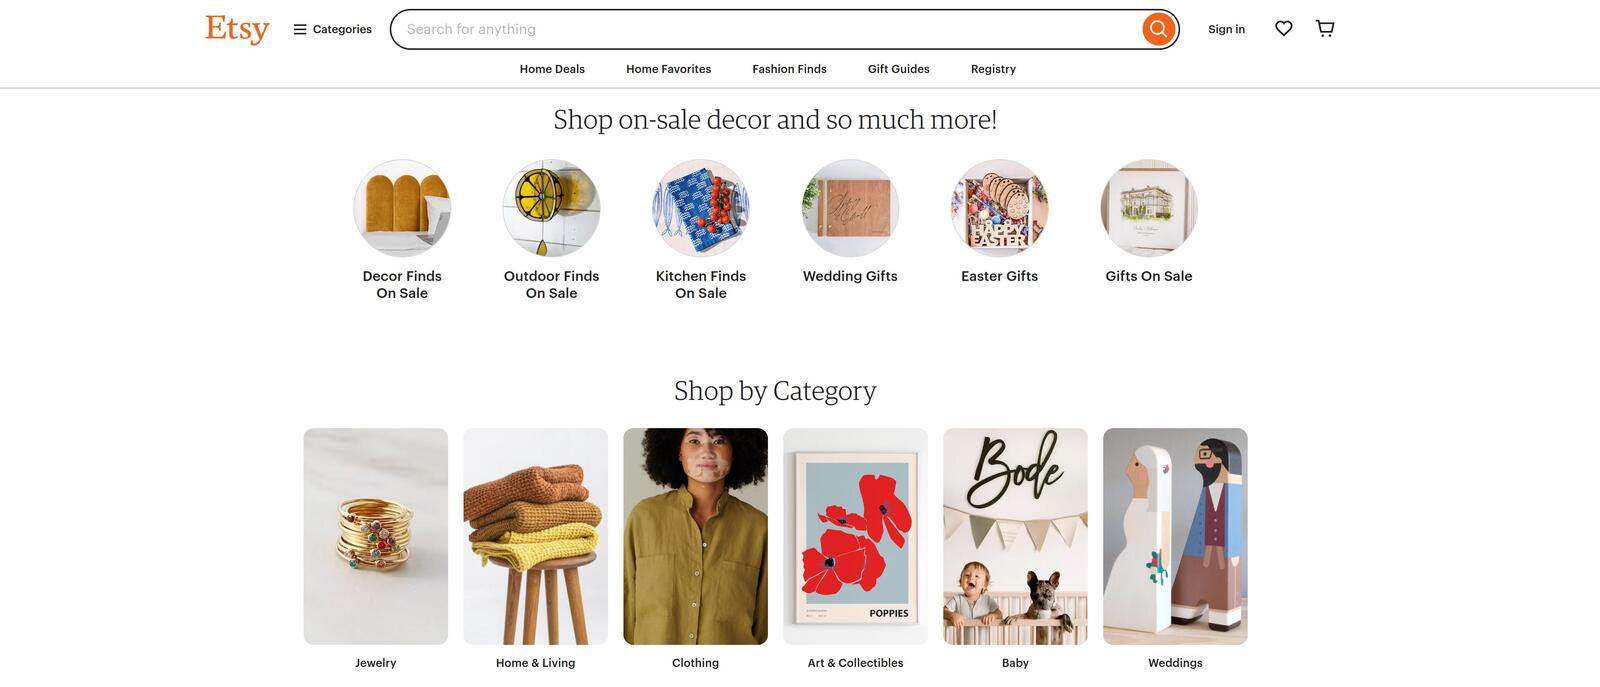 Etsy
Categories
Search for anything
Sign in
Home Deals
Home Favorites
Fashion Finds
Gift Guides
Registry
Shop on-sale decor and so much more!
HAPPY
EASTER
Decor Finds
On Sale
Outdoor Finds
On Sale
Kitchen Finds
On Sale
Wedding Gifts
Easter Gifts
Gifts On Sale
Shop by Category
Bode
POPPIES
Jewelry
Home & Living
Clothing
Art & Collectibles
Baby
Weddings